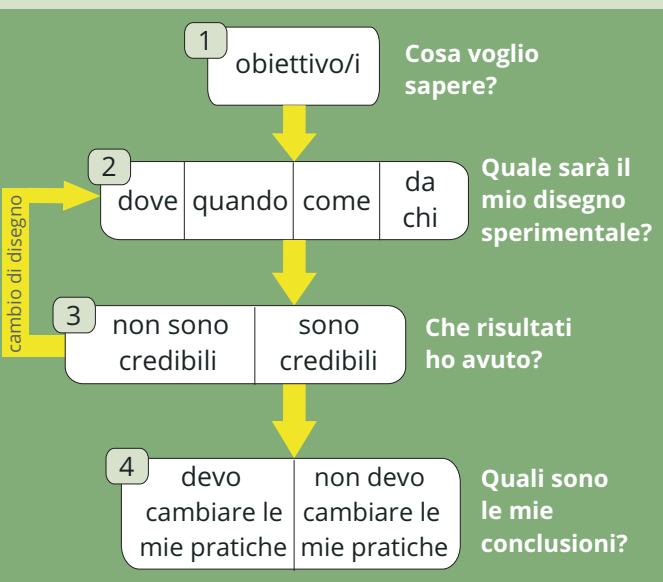 1
obiettivo/i
Cosa voglio
sapere?
2
dove
quando
come
da
chi
Quale sarà il
mio disegno
sperimentale?
cambio di disegno
3
non sono
credibili
sono
credibili
Che risultati
ho avuto?
4
devo
cambiare le
mie pratiche
non devo
cambiare le
mie pratiche
Quali sono
le mie
conclusioni?